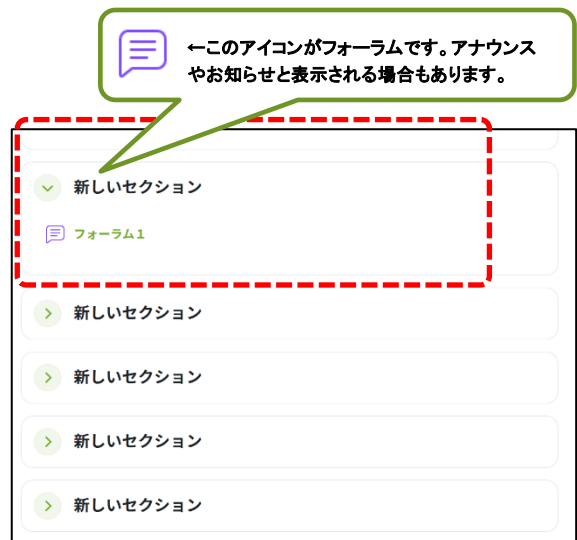 ←このアイコンがフォーラムです。アナウンス
やお知らせと表示される場合もあります。
新しいセクション
フォーラム１
新しいセクション
新しいセクション
新しいセクション
新しいセクション